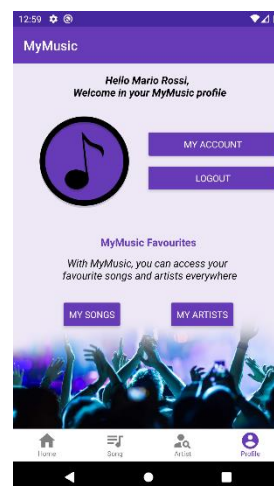 12:59
MyMusic
Hello Mario Rossi,
Welcome in your MyMusic profile
MY ACCOUNT
LOGOUT
MyMusic Favourites
With MyMusic, you can access your
favourite songs and artists everywhere
MY SONGS
MY ARTISTS
Home
Song
Artist
Profile